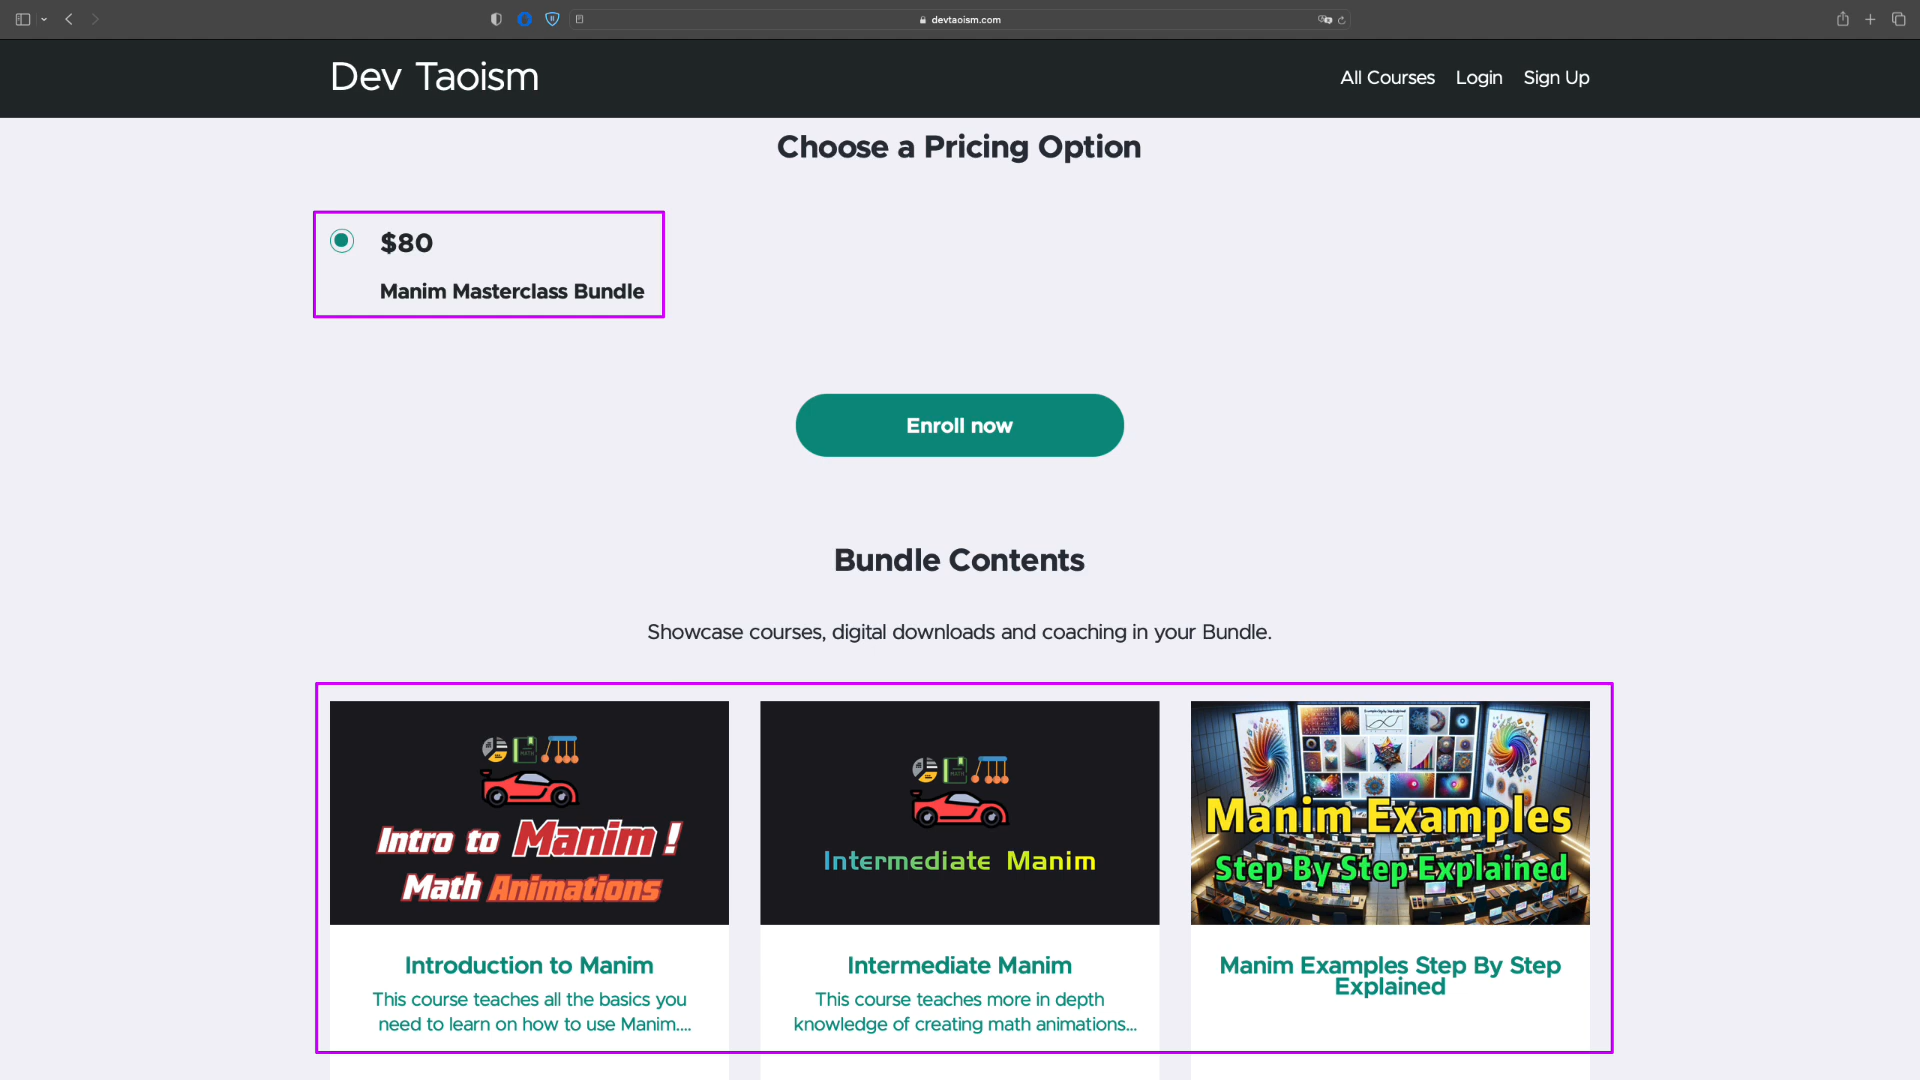 devtaoism.com
Dev Taoism
All Courses Login Sign Up
Choose a Pricing Option
$80
Manim Masterclass Bundle
Enroll now
Bundle Contents
Showcase courses, digital downloads and coaching in your Bundle.
Intro to Manim !
Math Animations
Introduction to Manim
This course teaches all the basics you
need to learn on how to use Manim....
Intermediate Manim
Intermediate Manim
This course teaches more in depth
knowledge of creating math animations...
Manim Examples
Step By Step Explained
Manim Examples Step By Step
Explained